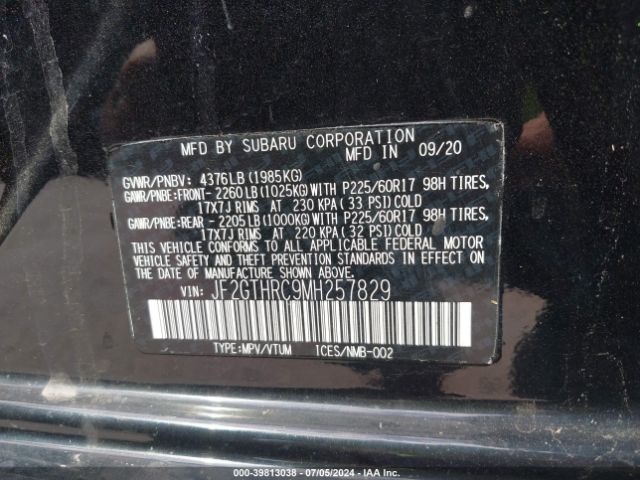 MFD BY SUBARU CORPORATION
MFD IN 09/20
GVWR/PNBV: 4376LB(1985KG)
GAWR/PNBE:FRONT-2260LB(1025KG)WITH P225/60R17 98H TIRES,
17X7J RIMS AT 230 KPA(33 PSI)COLD
GAWR/PNBE:REAR -2205LB(1000KG)WITH P225/60R17 98H TIRES,
17X7J RIMS AT 220 KPA(32 PSI)COLD
THIS VEHICLE CONFORMS TO ALL APPLICABLE FEDERAL MOTOR
VEHICLE SAFETY AND THEFT PREVENTION STANDARDS IN EFFECT
ON THE DATE OF MANUFACTURE SHOWN ABOVE.
VIN: JF2GTHRC9MH257829
TYPE:MPV/VTUM ICES/NMB-002
000-39813038 - 07/05/2024 - IAA Inc.